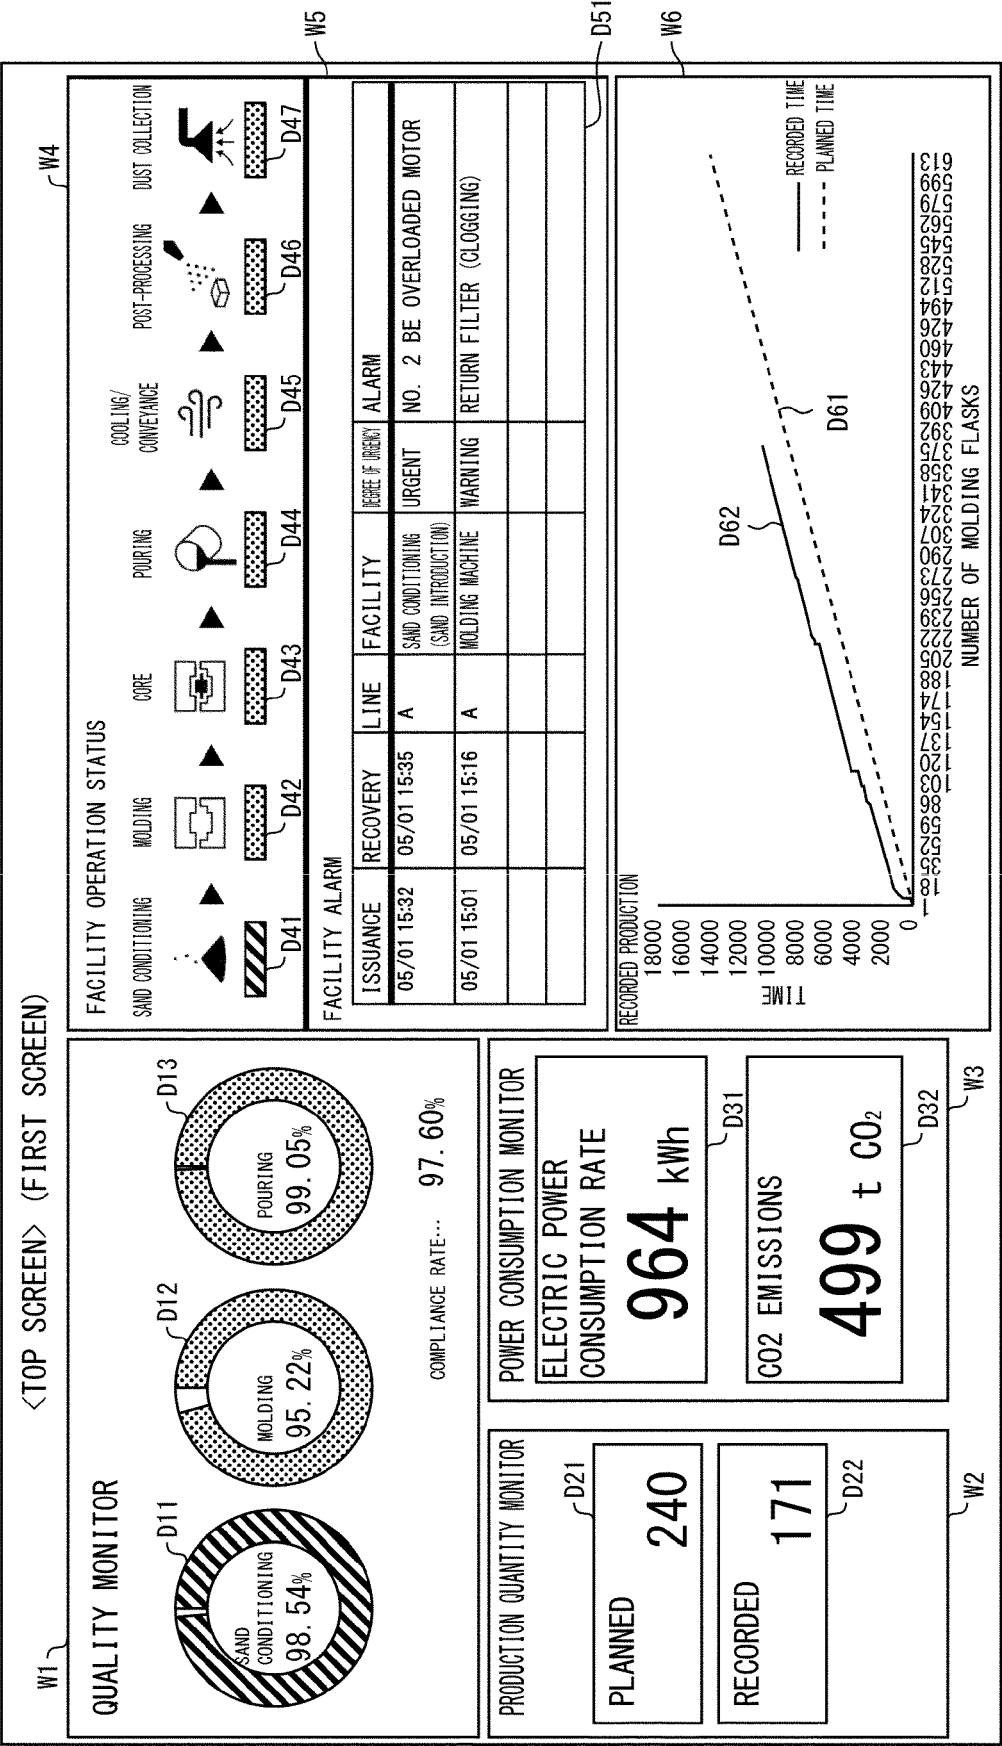 <TOP SCREEN> (FIRST SCREEN)
W1
QUALITY MONITOR
D11
SAND
CONDITIONING
98. 54%
D12
MOLDING
95. 22%
D13
POURING
99. 05%
COMPLIANCE RATE… 97. 60%
PRODUCTION QUANTITY MONITOR
D21
PLANNED
240
RECORDED
171
D22
W2
POWER CONSUMPTION MONITOR
ELECTRIC POWER
CONSUMPTION RATE
964 kWh
D31
CO2 EMISSIONS
499 t CO2
D32
W3
W4
FACILITY OPERATION STATUS
SAND CONDITIONING
MOLDING
CORE
POURING
COOLING/
CONVEYANCE
POST-PROCESSING
DUST COLLECTION
D41
D42
D43
D44
D45
D46
D47
W5
FACILITY ALARM
ISSUANCE RECOVERY LINE FACILITY DEGREE OF URGENCY ALARM
05/01 15:32 05/01 15:35 A SAND CONDITIONING (SAND INTRODUCTION) URGENT NO. 2 BE OVERLOADED MOTOR
05/01 15:01 05/01 15:16 A MOLDING MACHINE WARNING RETURN FILTER (CLOGGING)
D51
W6
RECORDED PRODUCTION
18000
16000
14000
12000
10000
8000
6000
4000
2000
0
TIME
RECORDED TIME
PLANNED TIME
D62
D61
1 18 35 52 59 86 103 120 137 154 174 188 205 222 239 256 273 290 307 324 341 358 375 392 409 426 443 460 426 494 512 528 545 562 579 599 613
NUMBER OF MOLDING FLASKS